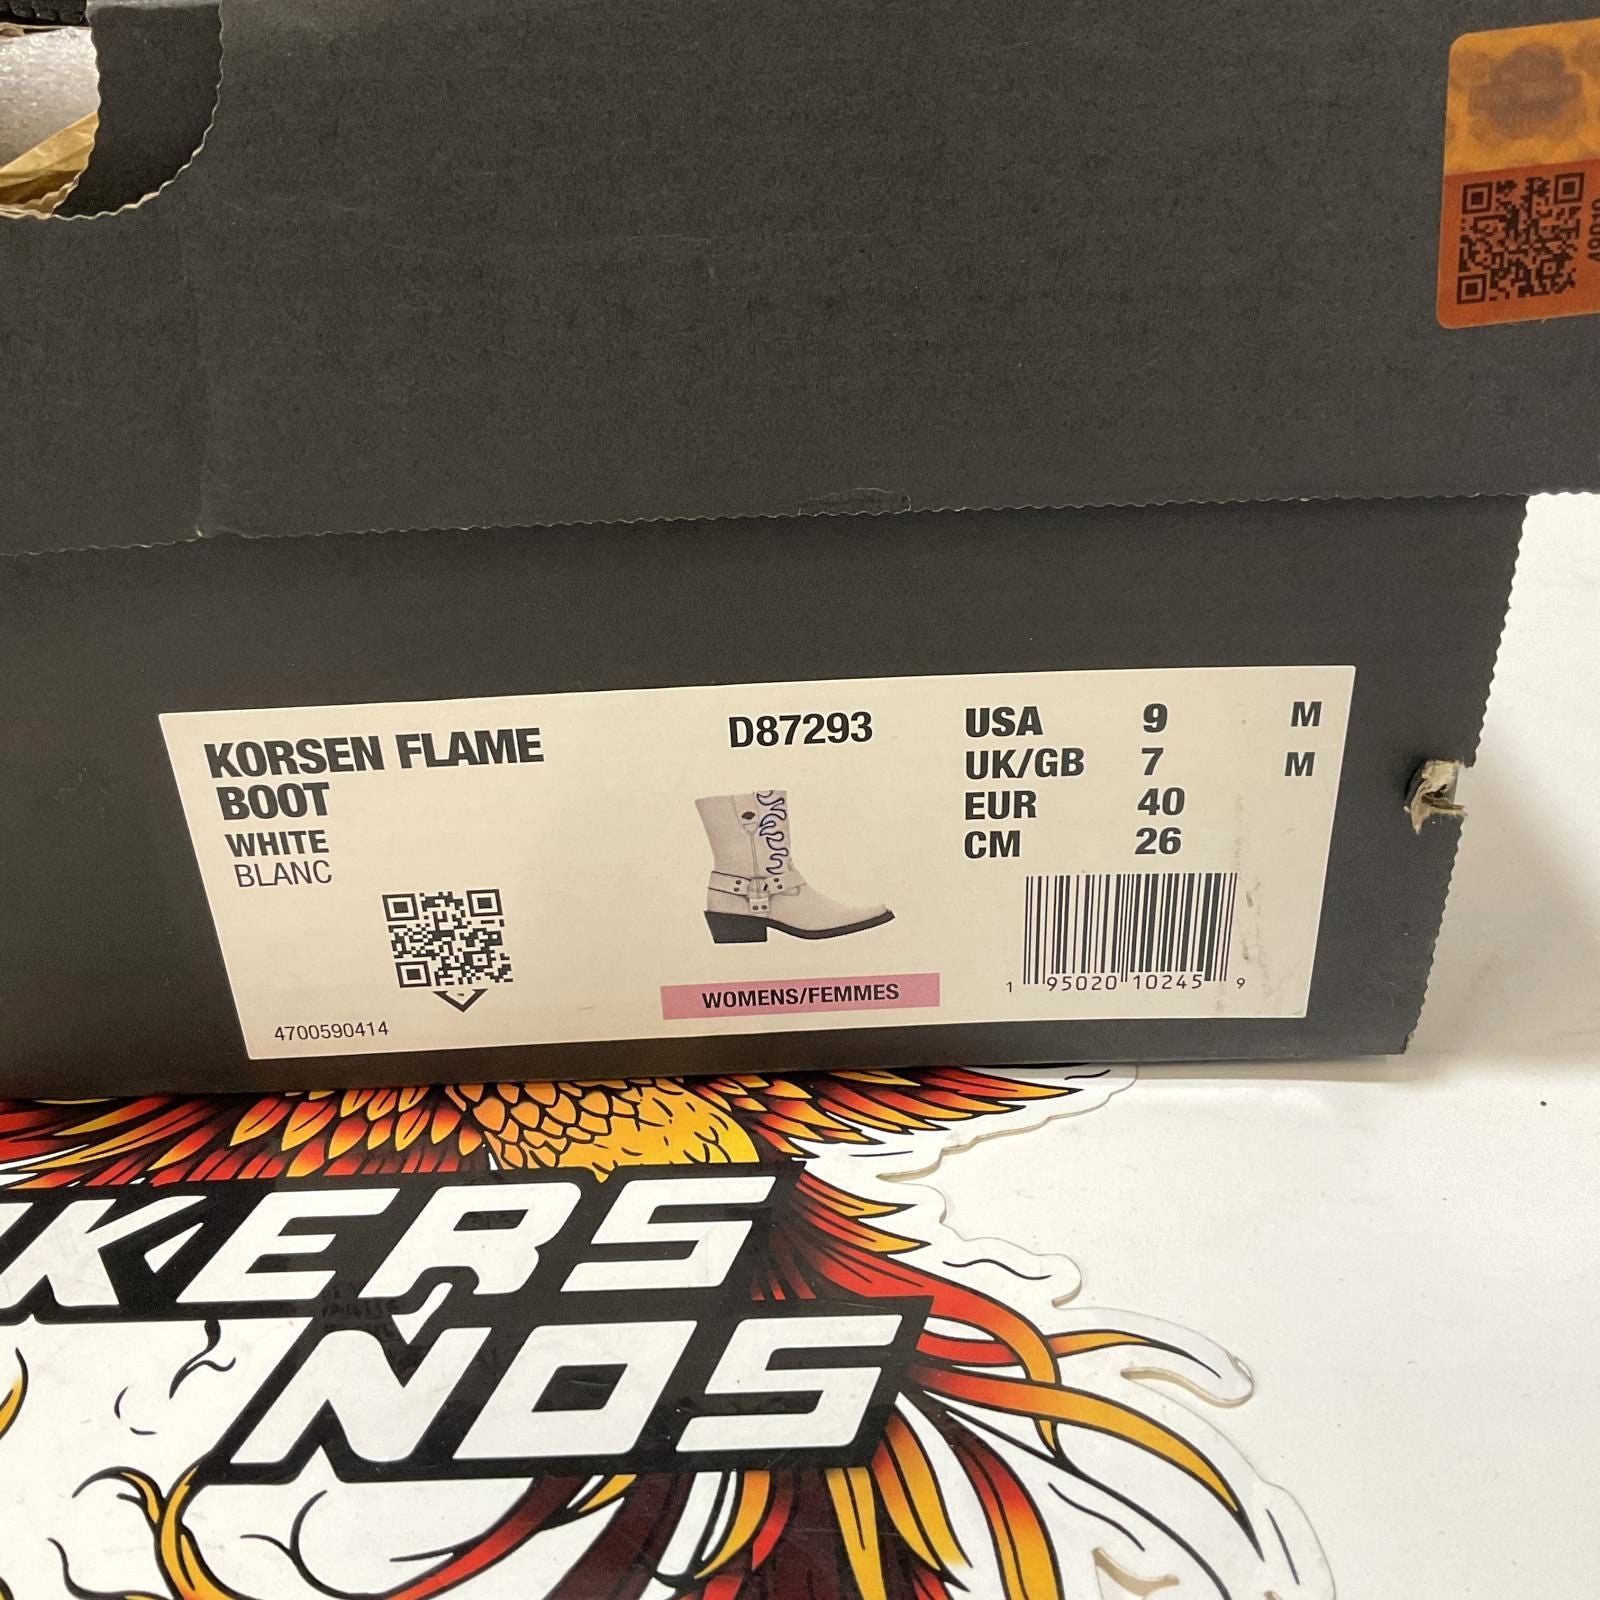 KORSEN FLAME
BOOT
WHITE
BLANC
4700590414
D87293
WOMENS/FEMMES
USA 9 M
UK/GB 7 M
EUR 40
CM 26
1 95020 10245 9
KERS
NOS